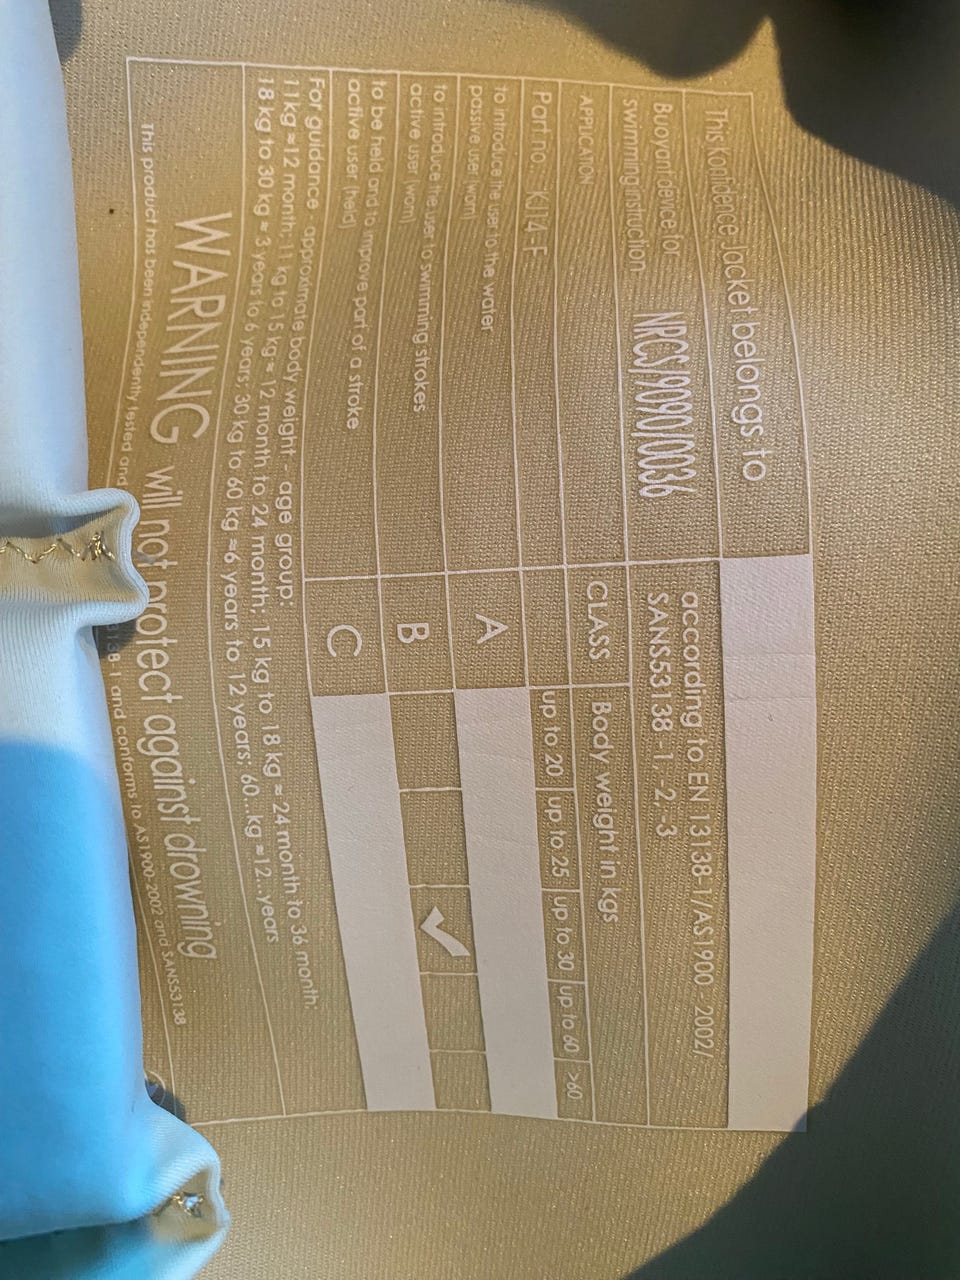 This Konfidence Jacket belongs to
Buoyant device for swimming instruction
NRCS/9090/0036
according to EN 13138-1/AS1900 - 2002/
SANS53138 -1, -2,-3
APPLICATION
CLASS
Body weight in kgs
Part no. KJ14-F
up to 20
up to 25
up to 30
up to 60
>60
to introduce the user to the water
passive user (worn)
A
to introduce the user to swimming strokes
active user (worn)
B
✓
to be held and to improve part of a stroke
active user (held)
C
For guidance - approximate body weight - age group:
11kg ≈12 month; 11 kg to 15 kg ≈ 12 month to 24 month; 15 kg to 18 kg ≈ 24 month to 36 month;
18 kg to 30 kg ≈ 3 years to 6 years; 30 kg to 60 kg ≈6 years to 12 years; 60...kg ≈12...years
WARNING will not protect against drowning
This product has been independently tested and 3138-1 and conforms to AS1900:2002 and SANS53138